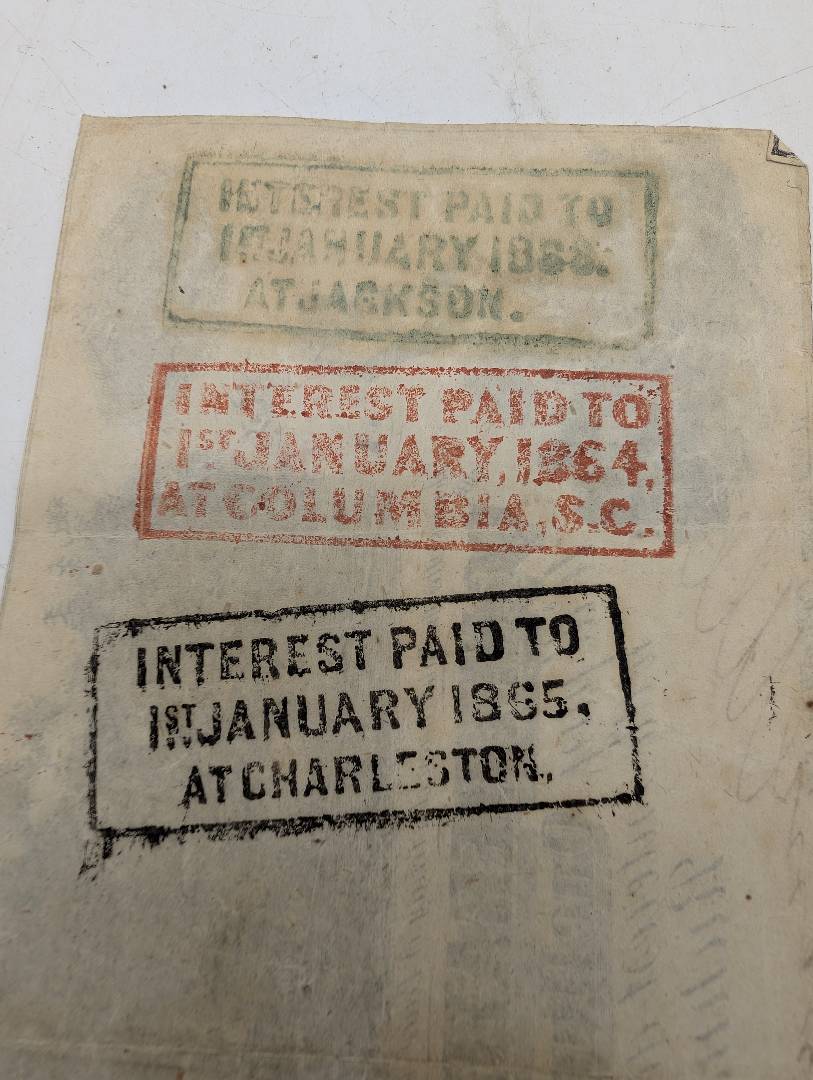 INTEREST PAID TO
1ST JANUARY 1863.
AT JACKSON.
INTEREST PAID TO
1ST JANUARY, 1864,
AT COLUMBIA, S.C.
INTEREST PAID TO
1ST JANUARY 1865.
AT CHARLESTON.